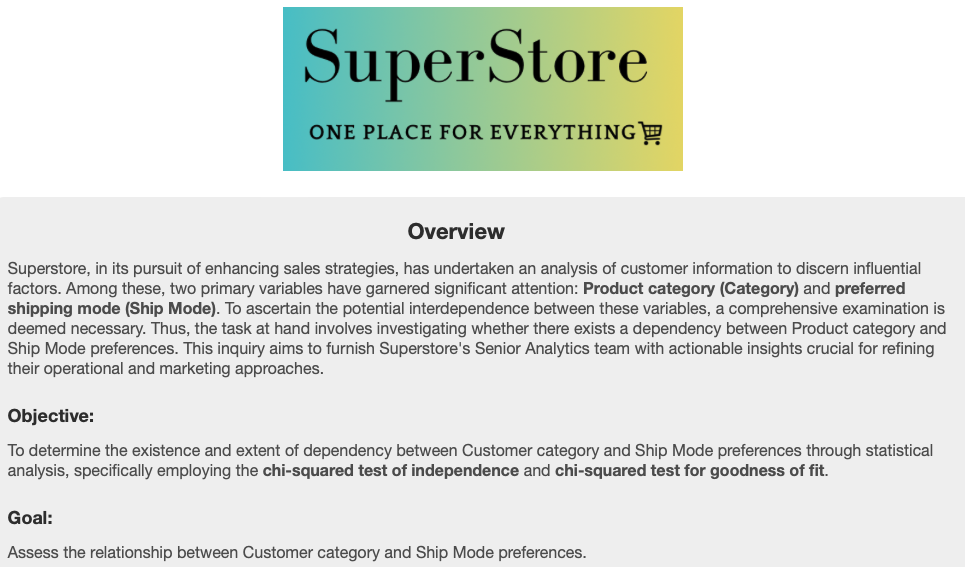 SuperStore
ONE PLACE FOR EVERYTHING
Overview
Superstore, in its pursuit of enhancing sales strategies, has undertaken an analysis of customer information to discern influential
factors. Among these, two primary variables have garnered significant attention: Product category (Category) and preferred
shipping mode (Ship Mode). To ascertain the potential interdependence between these variables, a comprehensive examination is
deemed necessary. Thus, the task at hand involves investigating whether there exists a dependency between Product category and
Ship Mode preferences. This inquiry aims to furnish Superstore's Senior Analytics team with actionable insights crucial for refining
their operational and marketing approaches.
Objective:
To determine the existence and extent of dependency between Customer category and Ship Mode preferences through statistical
analysis, specifically employing the chi-squared test of independence and chi-squared test for goodness of fit.
Goal:
Assess the relationship between Customer category and Ship Mode preferences.